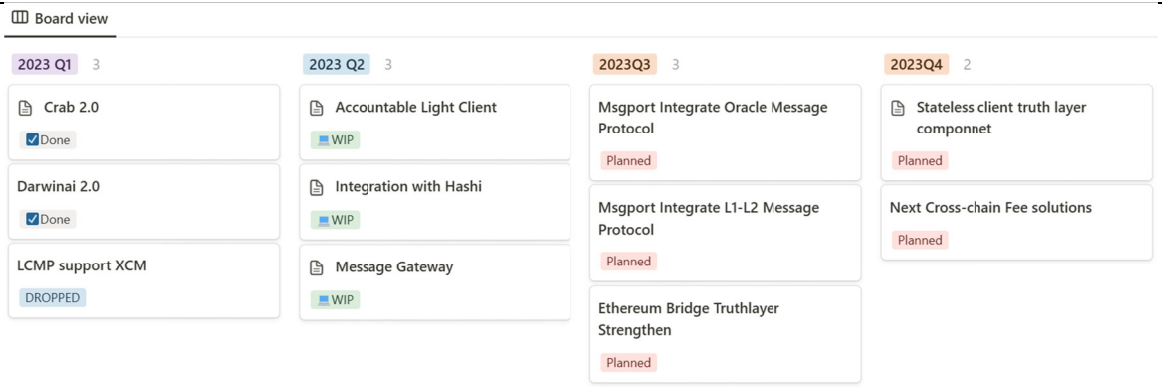 Board view
2023 Q1 3
Crab 2.0
Done
Darwinai 2.0
Done
LCMP support XCM
DROPPED
2023 Q2 3
Accountable Light Client
WIP
Integration with Hashi
WIP
Message Gateway
WIP
2023Q3 3
Msgport Integrate Oracle Message
Protocol
Planned
Msgport Integrate L1-L2 Message
Protocol
Planned
Ethereum Bridge Truthlayer
Strengthen
Planned
2023Q4 2
Stateless client truth layer
componnet
Planned
Next Cross-chain Fee solutions
Planned